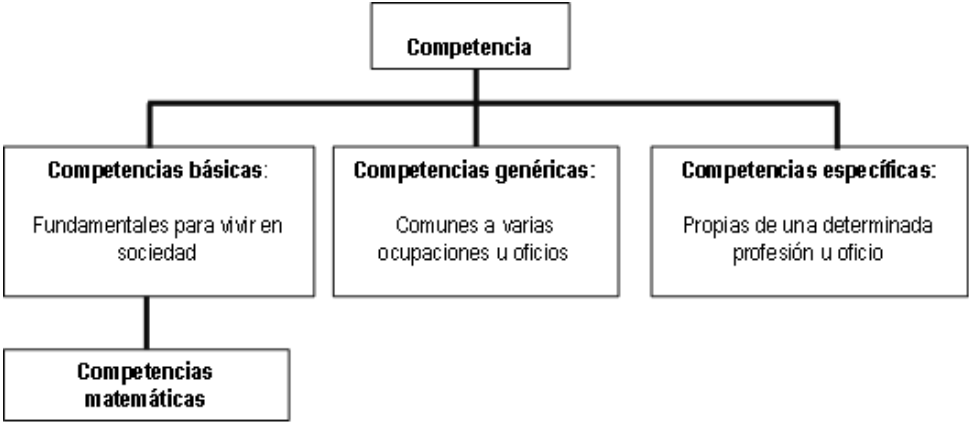 Competencia
Competencias básicas:
Fundamentales para vivir en
sociedad
Competencias genéricas:
Comunes a varias
ocupaciones u oficios
Competencias específicas:
Propias de una determinada
profesión u oficio
Competencias
matemáticas